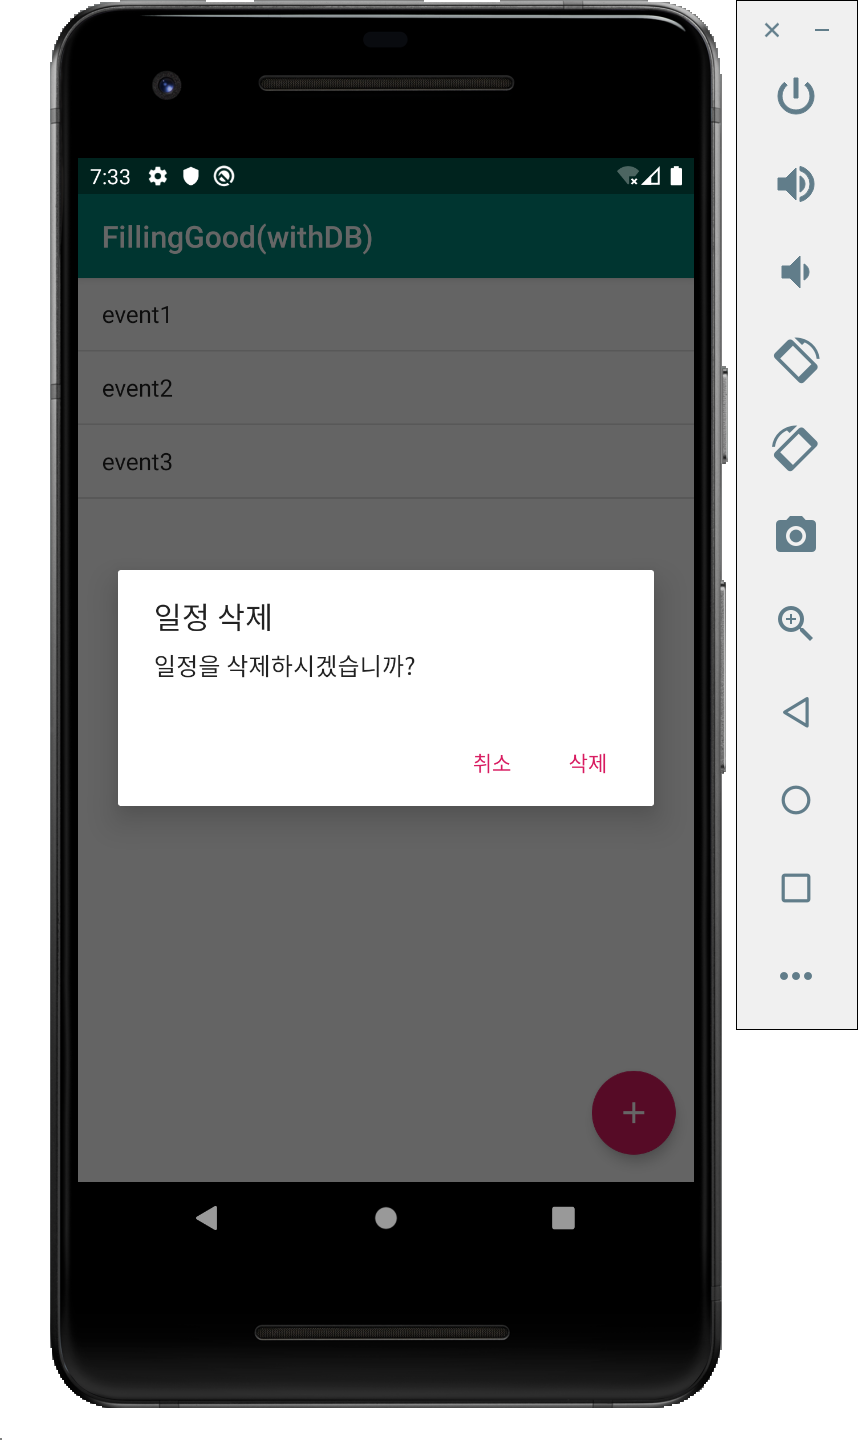 7:33
FillingGood(withDB)
event1
event2
event3
일정 삭제
일정을 삭제하시겠습니까?
취소 삭제